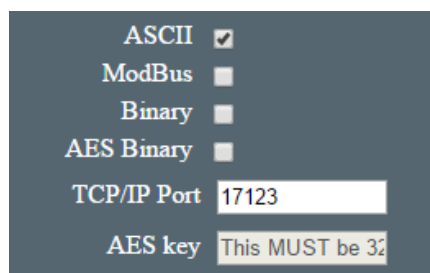 ASCII
ModBus
Binary
AES Binary
TCP/IP Port 17123
AES key This MUST be 32